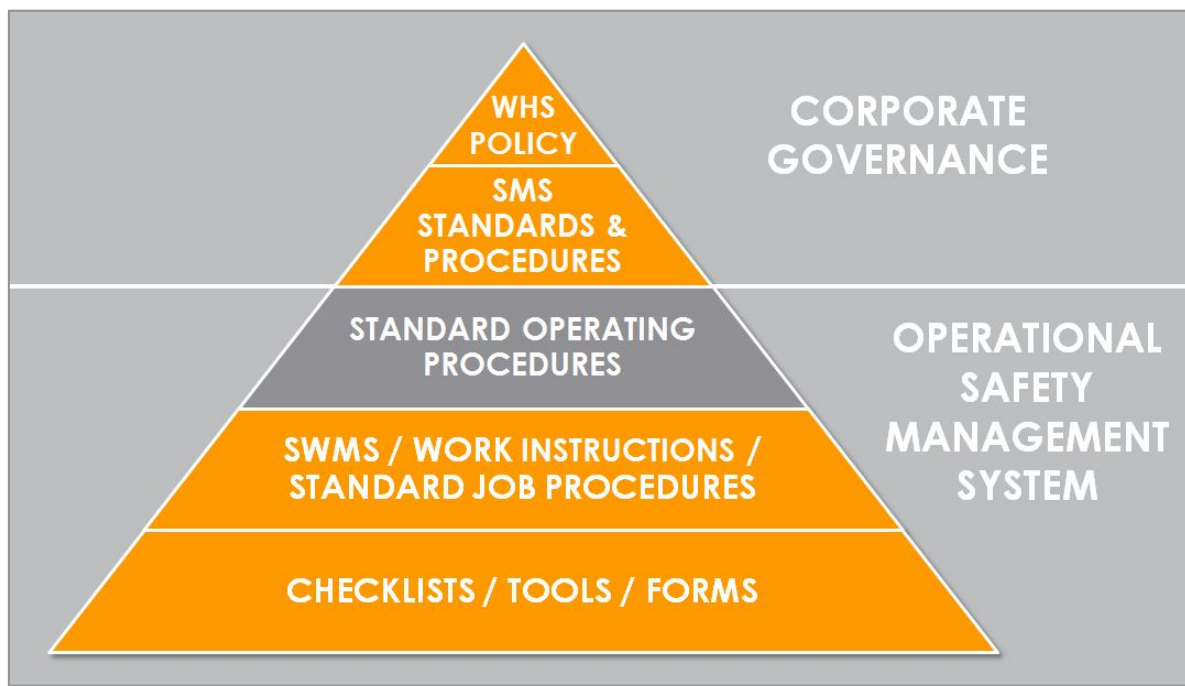 WHS
POLICY
SMS
STANDARDS &
PROCEDURES
CORPORATE
GOVERNANCE
STANDARD OPERATING
PROCEDURES
SWMS / WORK INSTRUCTIONS /
STANDARD JOB PROCEDURES
CHECKLISTS / TOOLS / FORMS
OPERATIONAL
SAFETY
MANAGEMENT
SYSTEM